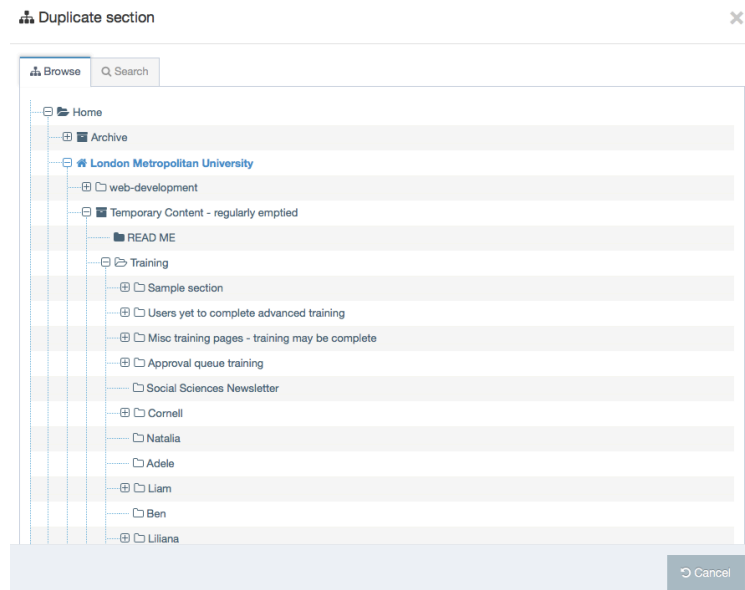 Duplicate section
Browse
Search
Home
Archive
London Metropolitan University
web-development
Temporary Content - regularly emptied
READ ME
Training
Sample section
Users yet to complete advanced training
Misc training pages - training may be complete
Approval queue training
Social Sciences Newsletter
Cornell
Natalia
Adele
Liam
Ben
Liliana
Cancel